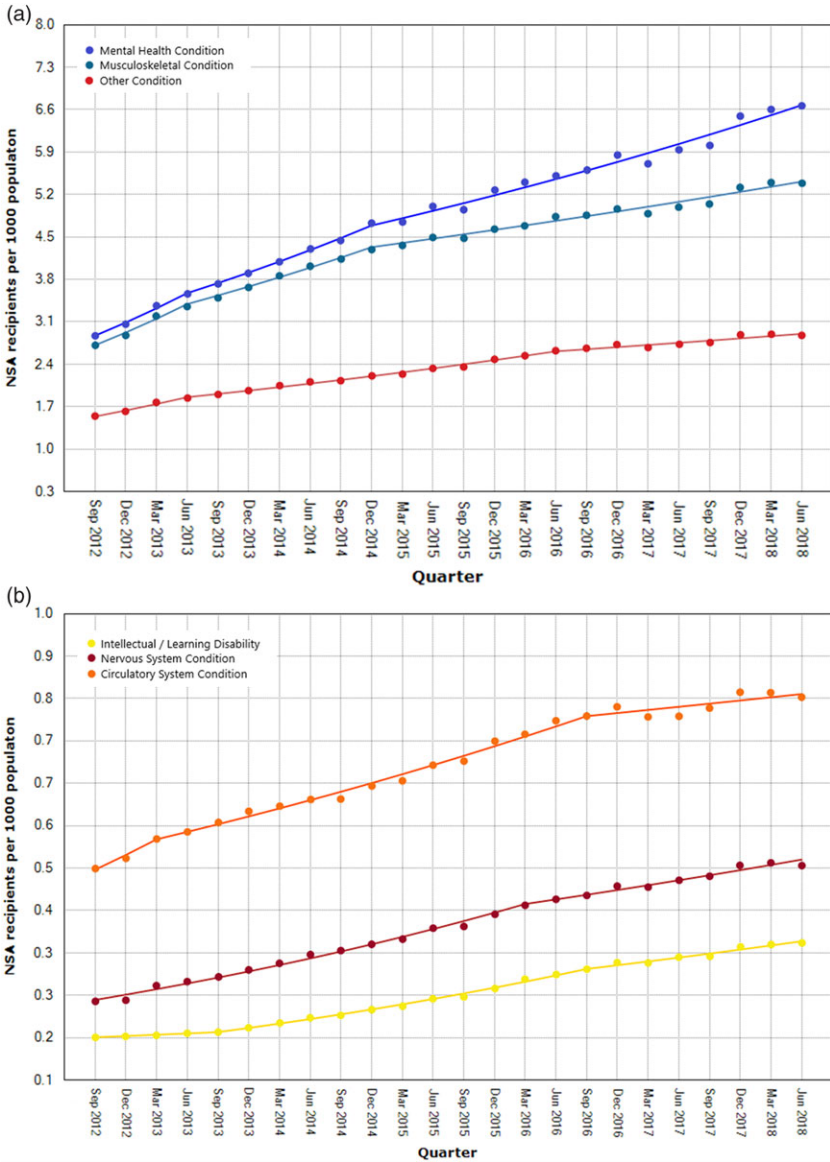 (a)
8.0
7.3
6.6
5.9
5.2
4.5
3.8
3.1
2.4
1.7
1.0
0.3
NSA recipients per 1000 populaton
Mental Health Condition
Musculoskeletal Condition
Other Condition
Sep 2012
Dec 2012
Mar 2013
Jun 2013
Sep 2013
Dec 2013
Mar 2014
Jun 2014
Sep 2014
Dec 2014
Mar 2015
Jun 2015
Sep 2015
Dec 2015
Mar 2016
Jun 2016
Sep 2016
Dec 2016
Mar 2017
Jun 2017
Sep 2017
Dec 2017
Mar 2018
Jun 2018
Quarter
(b)
1.0
0.9
0.8
0.7
0.7
0.6
0.5
0.4
0.3
0.3
0.2
0.1
NSA recipients per 1000 populaton
Intellectual / Learning Disability
Nervous System Condition
Circulatory System Condition
Sep 2012
Dec 2012
Mar 2013
Jun 2013
Sep 2013
Dec 2013
Mar 2014
Jun 2014
Sep 2014
Dec 2014
Mar 2015
Jun 2015
Sep 2015
Dec 2015
Mar 2016
Jun 2016
Sep 2016
Dec 2016
Mar 2017
Jun 2017
Sep 2017
Dec 2017
Mar 2018
Jun 2018
Quarter